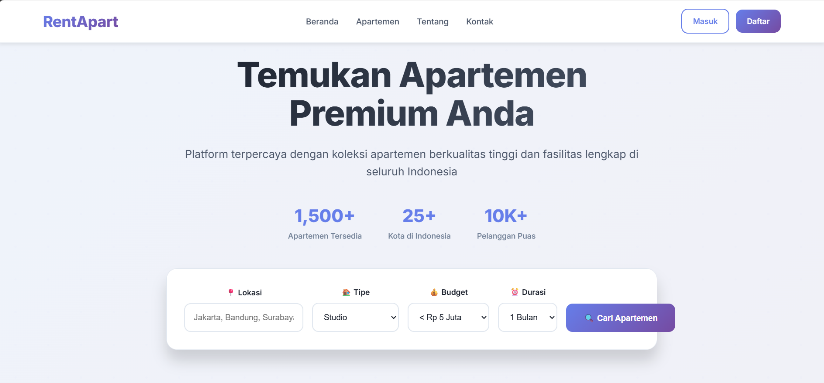 RentApart
Beranda
Apartemen
Tentang
Kontak
Masuk
Daftar
Temukan Apartemen
Premium Anda
Platform terpercaya dengan koleksi apartemen berkualitas tinggi dan fasilitas lengkap di
seluruh Indonesia
1,500+
25+
10K+
Apartemen Tersedia
Kota di Indonesia
Pelanggan Puas
Lokasi
Tipe
Budget
Durasi
Jakarta, Bandung, Surabaya
Studio
< Rp 5 Juta
1 Bulan
Cari Apartemen